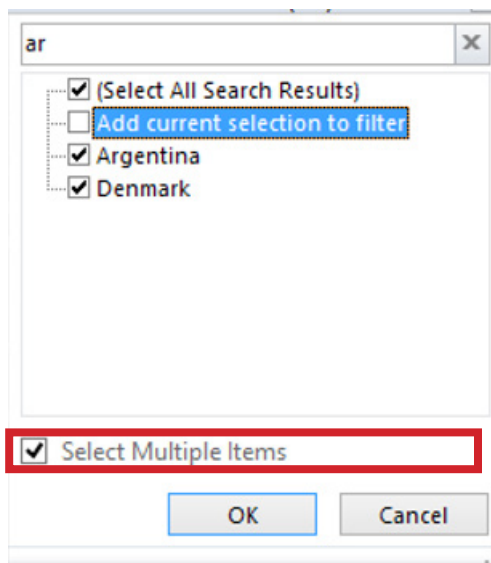 ar
(Select All Search Results)
Add current selection to filter
Argentina
Denmark
Select Multiple Items
OK Cancel